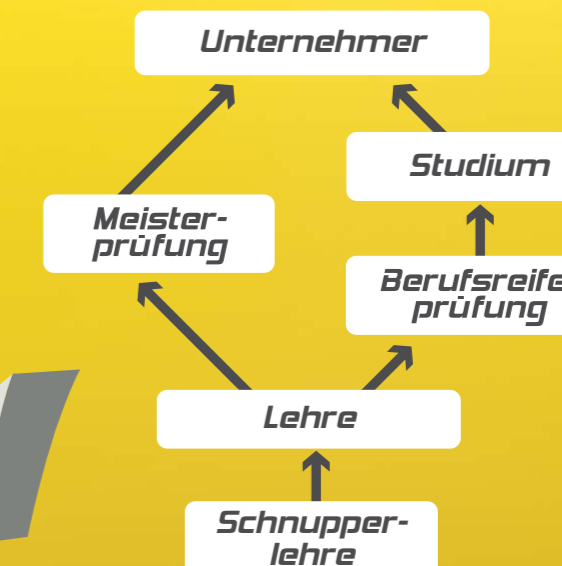 Unternehmer
Studium
Meister-
prüfung
Berufsreife
prüfung
Lehre
Schnupper-
lehre